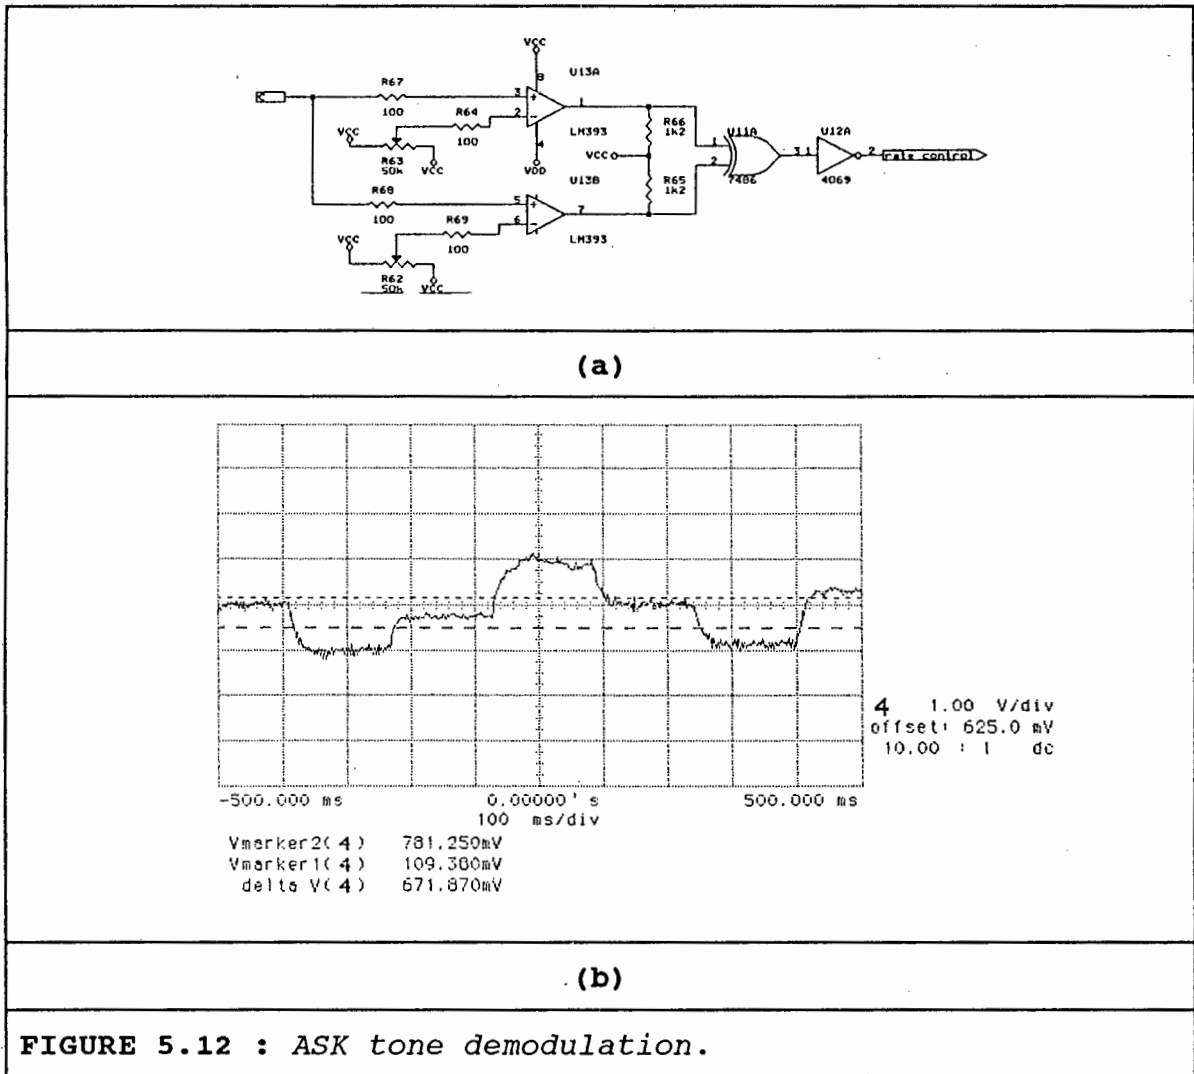 VCC
8
U13A
R67
3
+
1
100
R64
2
-
LM393
R66
1k2
U11A
U12A
VCC
100
4
1
R63
50k
VCC
VDD
VCC
2
3
1
2
rate control
R68
U13B
R65
1k2
7486
4069
5
+
7
100
R69
6
-
VCC
100
LM393
R62
50k
VCC
(a)
4 1.00 V/div
offset: 625.0 mV
10.00 : 1 dc
-500.000 ms 0.00000' s 500.000 ms
100 ms/div
Vmarker2(4) 781.250mV
Vmarker1(4) 109.380mV
delta V(4) 671.870mV
(b)
FIGURE 5.12 : ASK tone demodulation.